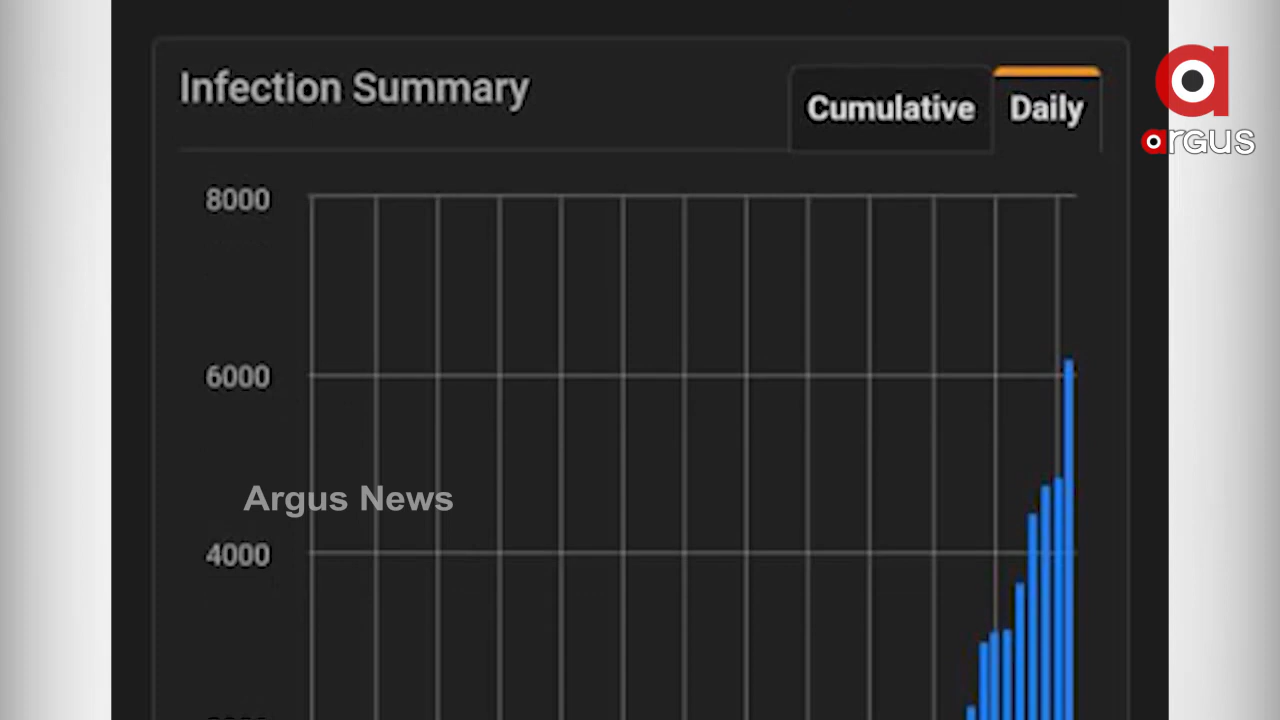 Infection Summary
Cumulative
Daily
argus
8000
6000
Argus News
4000